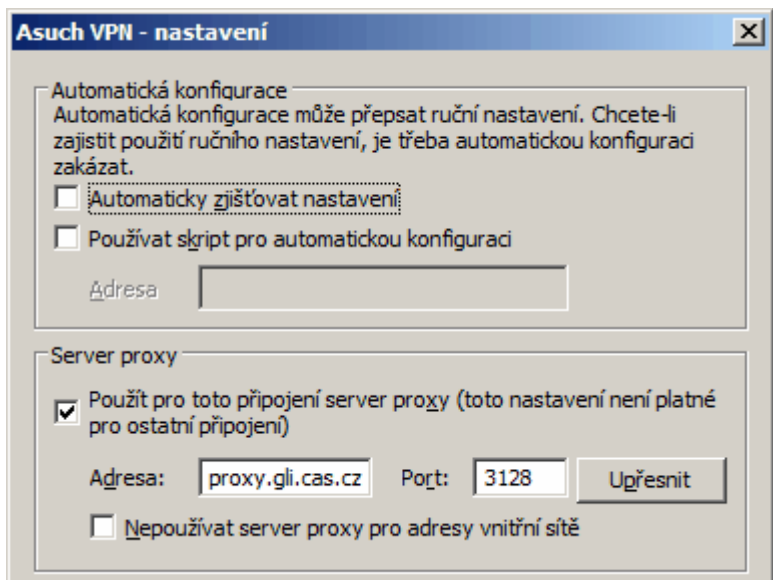 Asuch VPN - nastavení
Automatická konfigurace
Automatická konfigurace může přepsat ruční nastavení. Chcete-li
zajistit použití ručního nastavení, je třeba automatickou konfiguraci
zakázat.
Automaticky zjišťovat nastavení
Používat skript pro automatickou konfiguraci
Adresa
Server proxy
Použít pro toto připojení server proxy (toto nastavení není platné
pro ostatní připojení)
Adresa: proxy.gli.cas.cz Port: 3128 Upřesnit
Nepoužívat server proxy pro adresy vnitřní sítě